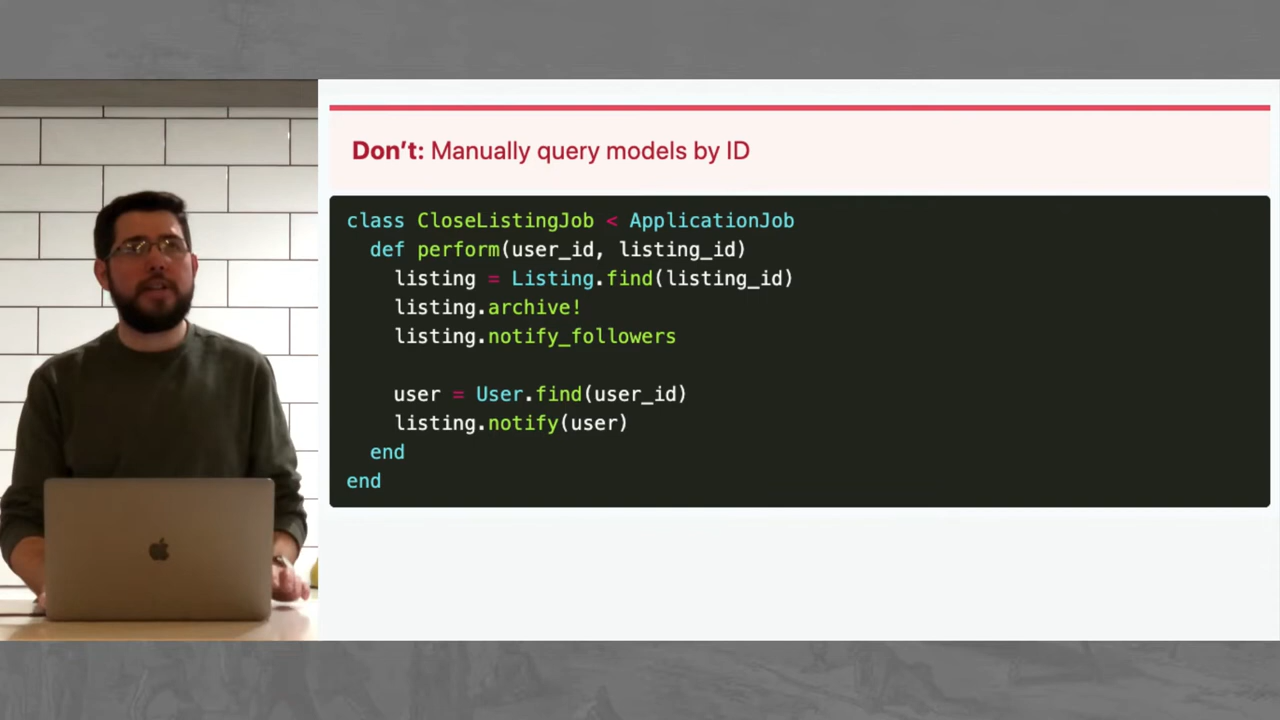 Don’t: Manually query models by ID
class CloseListingJob < ApplicationJob
  def perform(user_id, listing_id)
    listing = Listing.find(listing_id)
    listing.archive!
    listing.notify_followers

    user = User.find(user_id)
    listing.notify(user)
  end
end